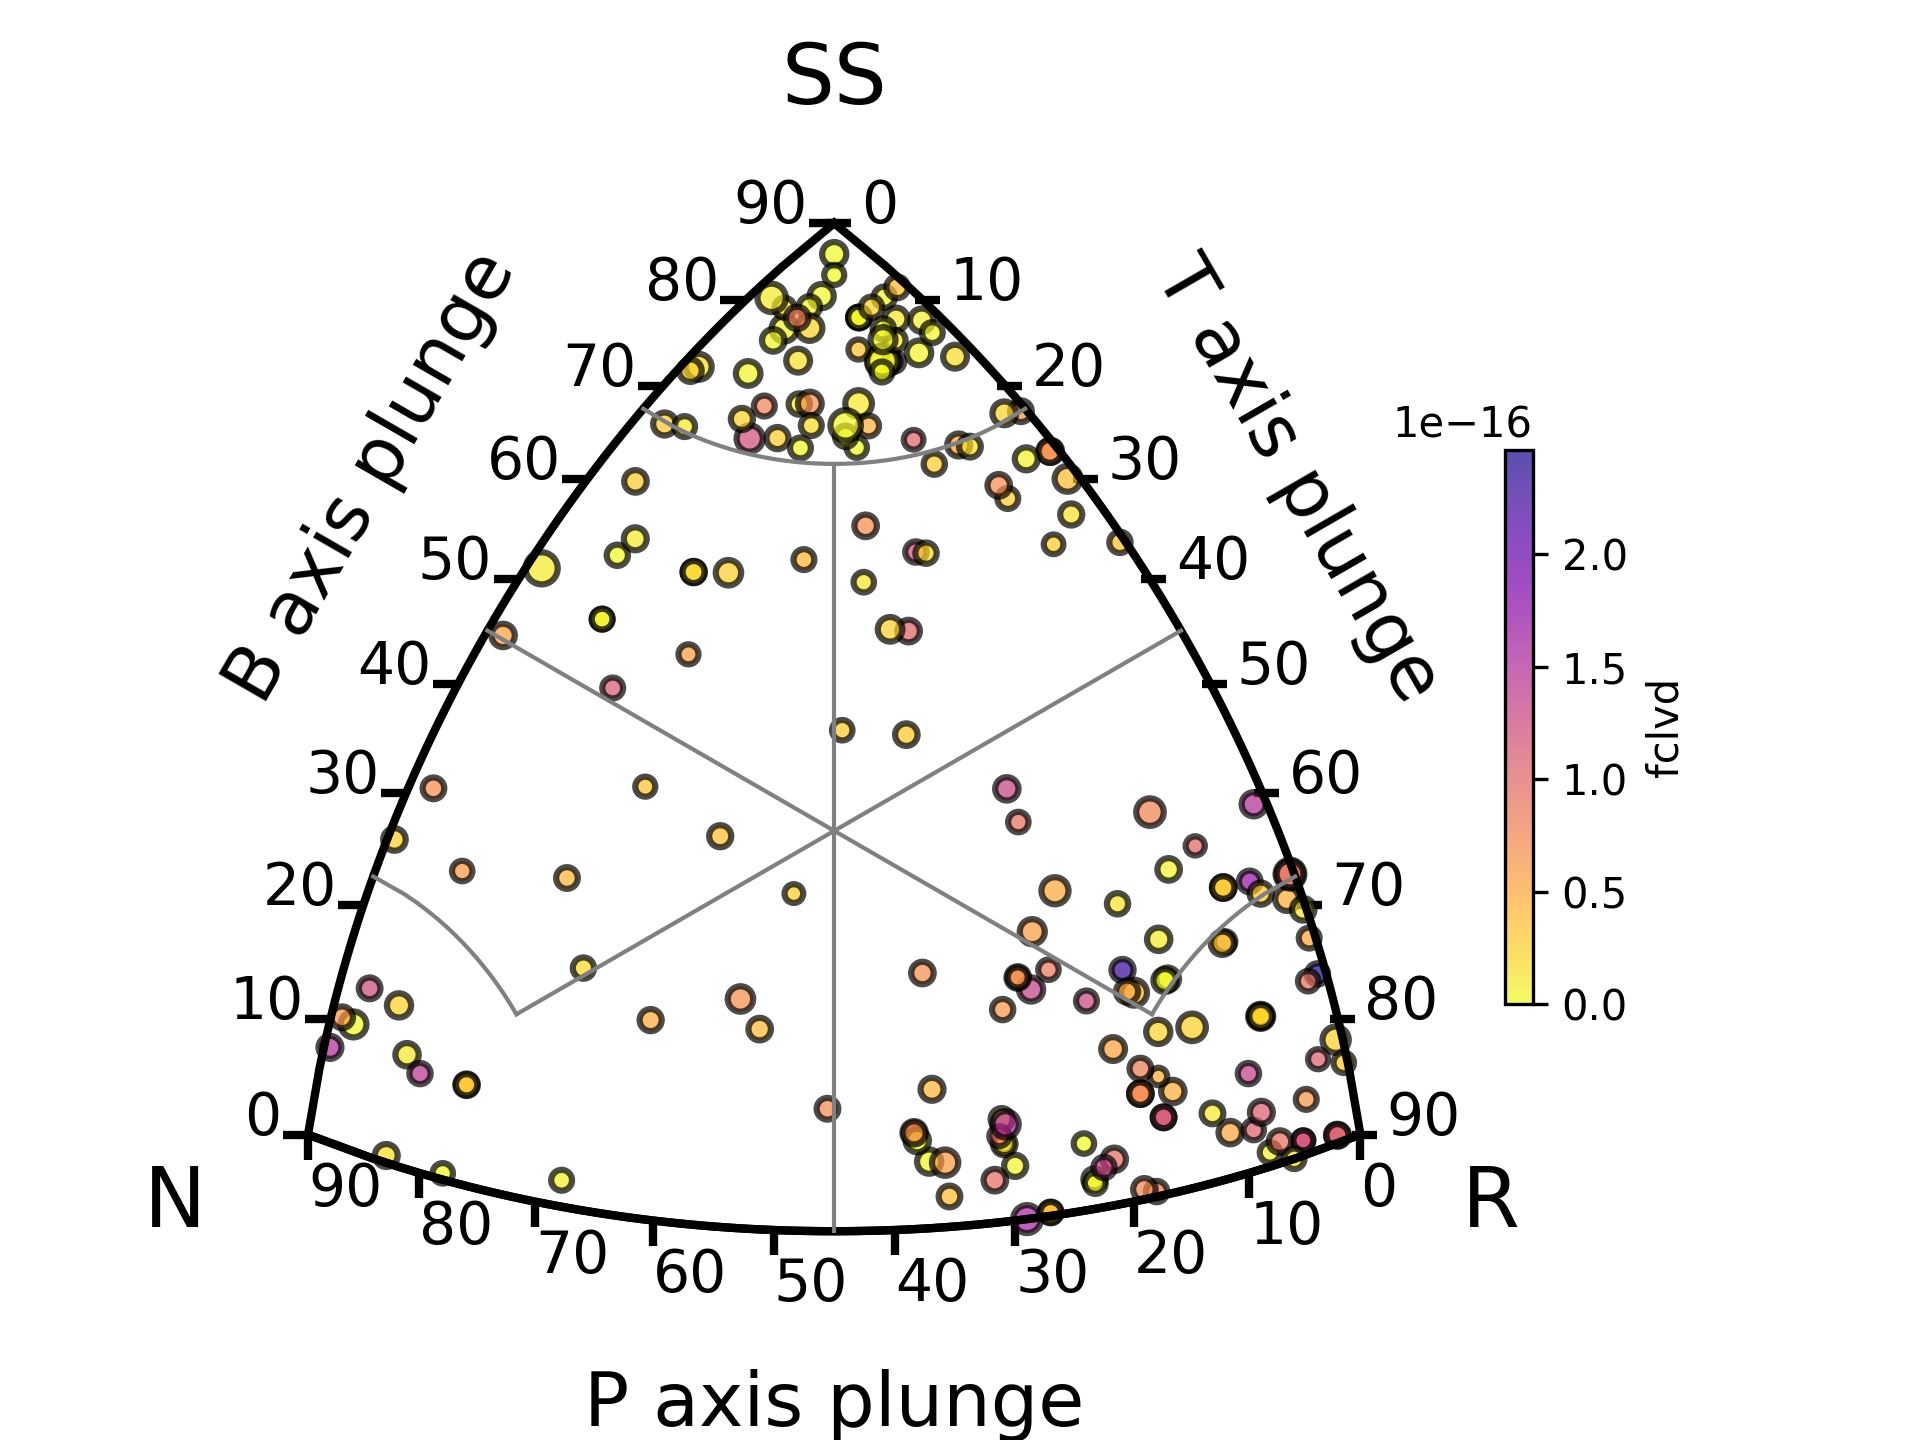 SS
90 0
80 10
70 20
60 30
50 40
40 50
30 60
20 70
10 80
0 90
B axis plunge
T axis plunge
N
R
90 80 70 60 50 40 30 20 10 0
P axis plunge
1e−16
2.0
1.5
1.0
0.5
0.0
fclvd